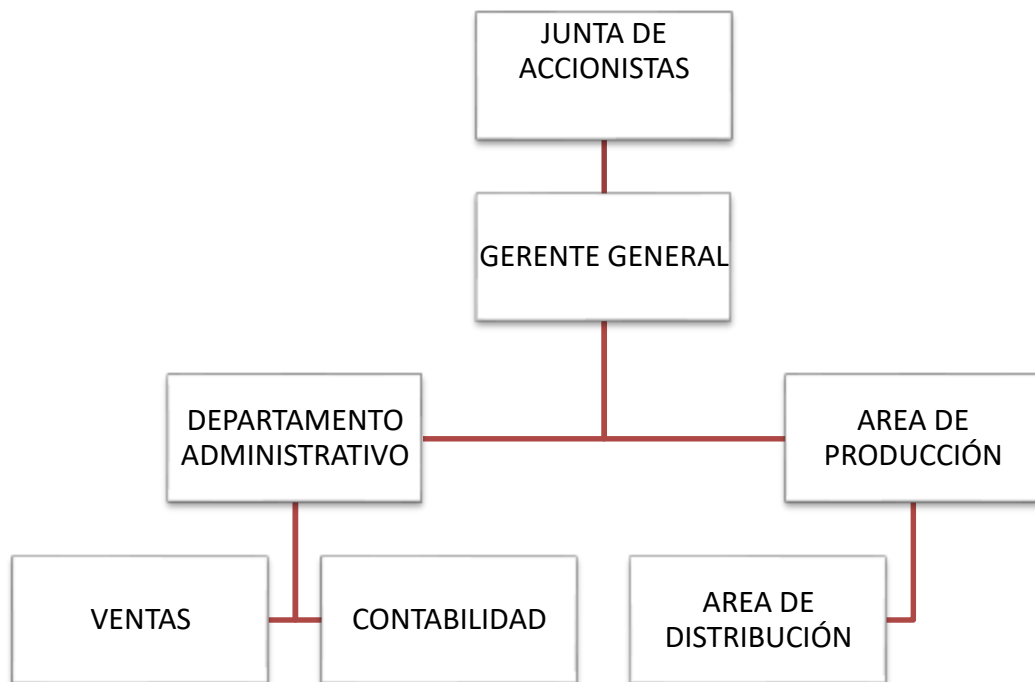 JUNTA DE
ACCIONISTAS
GERENTE GENERAL
DEPARTAMENTO
ADMINISTRATIVO
AREA DE
PRODUCCIÓN
VENTAS
CONTABILIDAD
AREA DE
DISTRIBUCIÓN